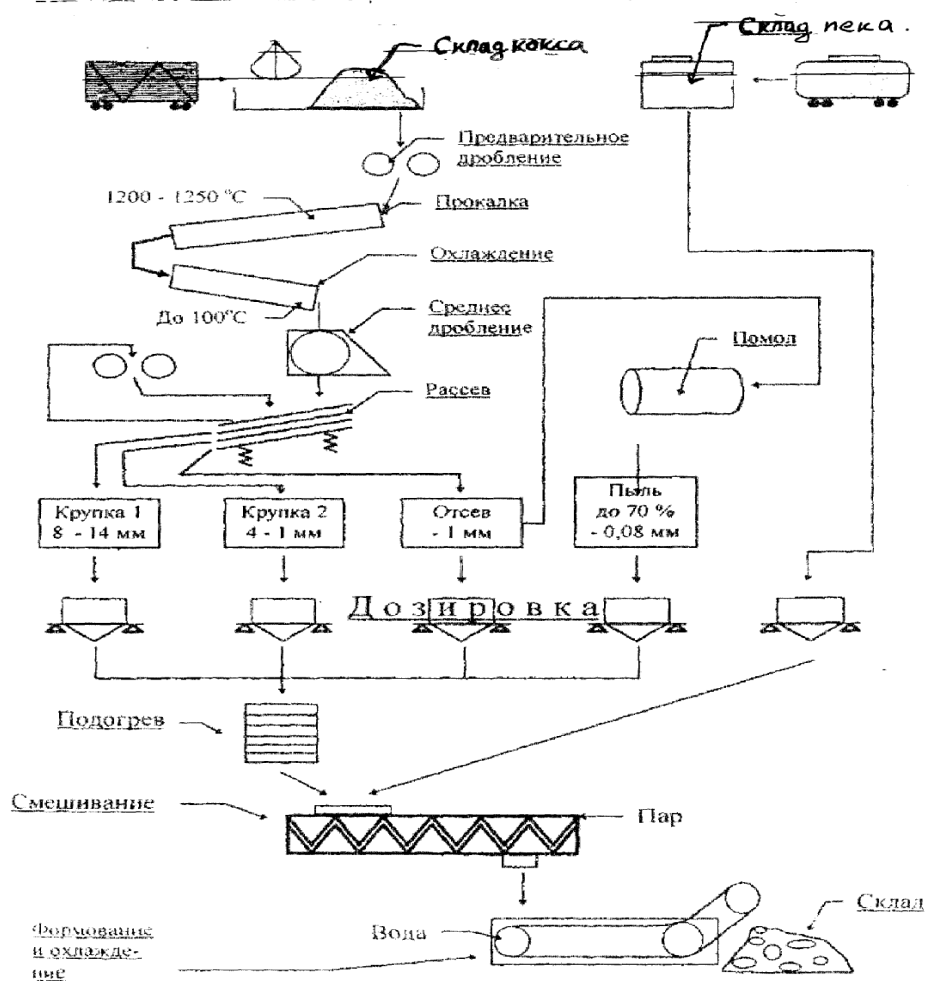 Склад кокса
Склад пека.
Предварительное
дробление
1200 - 1250 °C
Прокалка
Охлаждение
До 100°C
Среднее
дробление
Помол
Рассев
Крупка 1
8 - 14 мм
Крупка 2
4 - 1 мм
Отсев
- 1 мм
Пыль
до 70 %
- 0,08 мм
Дозировка
Подогрев
Смешивание
Пар
Формование
и охлажде-
ние
Вода
Склад